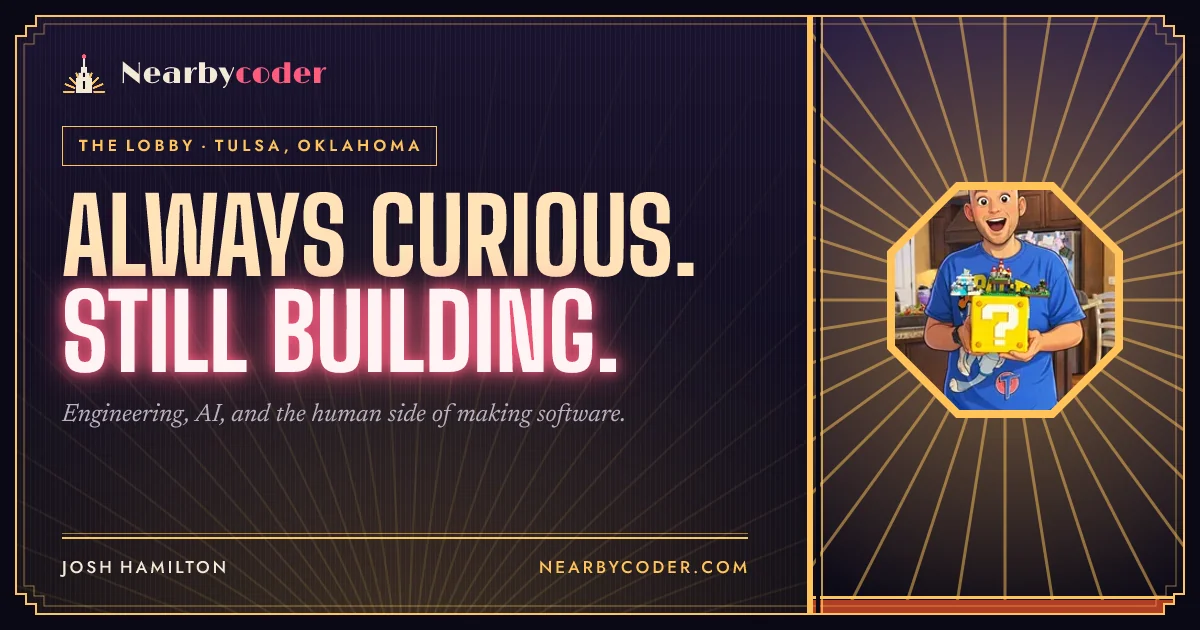 Nearbycoder
THE LOBBY · TULSA, OKLAHOMA
ALWAYS CURIOUS.
STILL BUILDING.
Engineering, AI, and the human side of making software.
JOSH HAMILTON
NEARBYCODER.COM
?
T